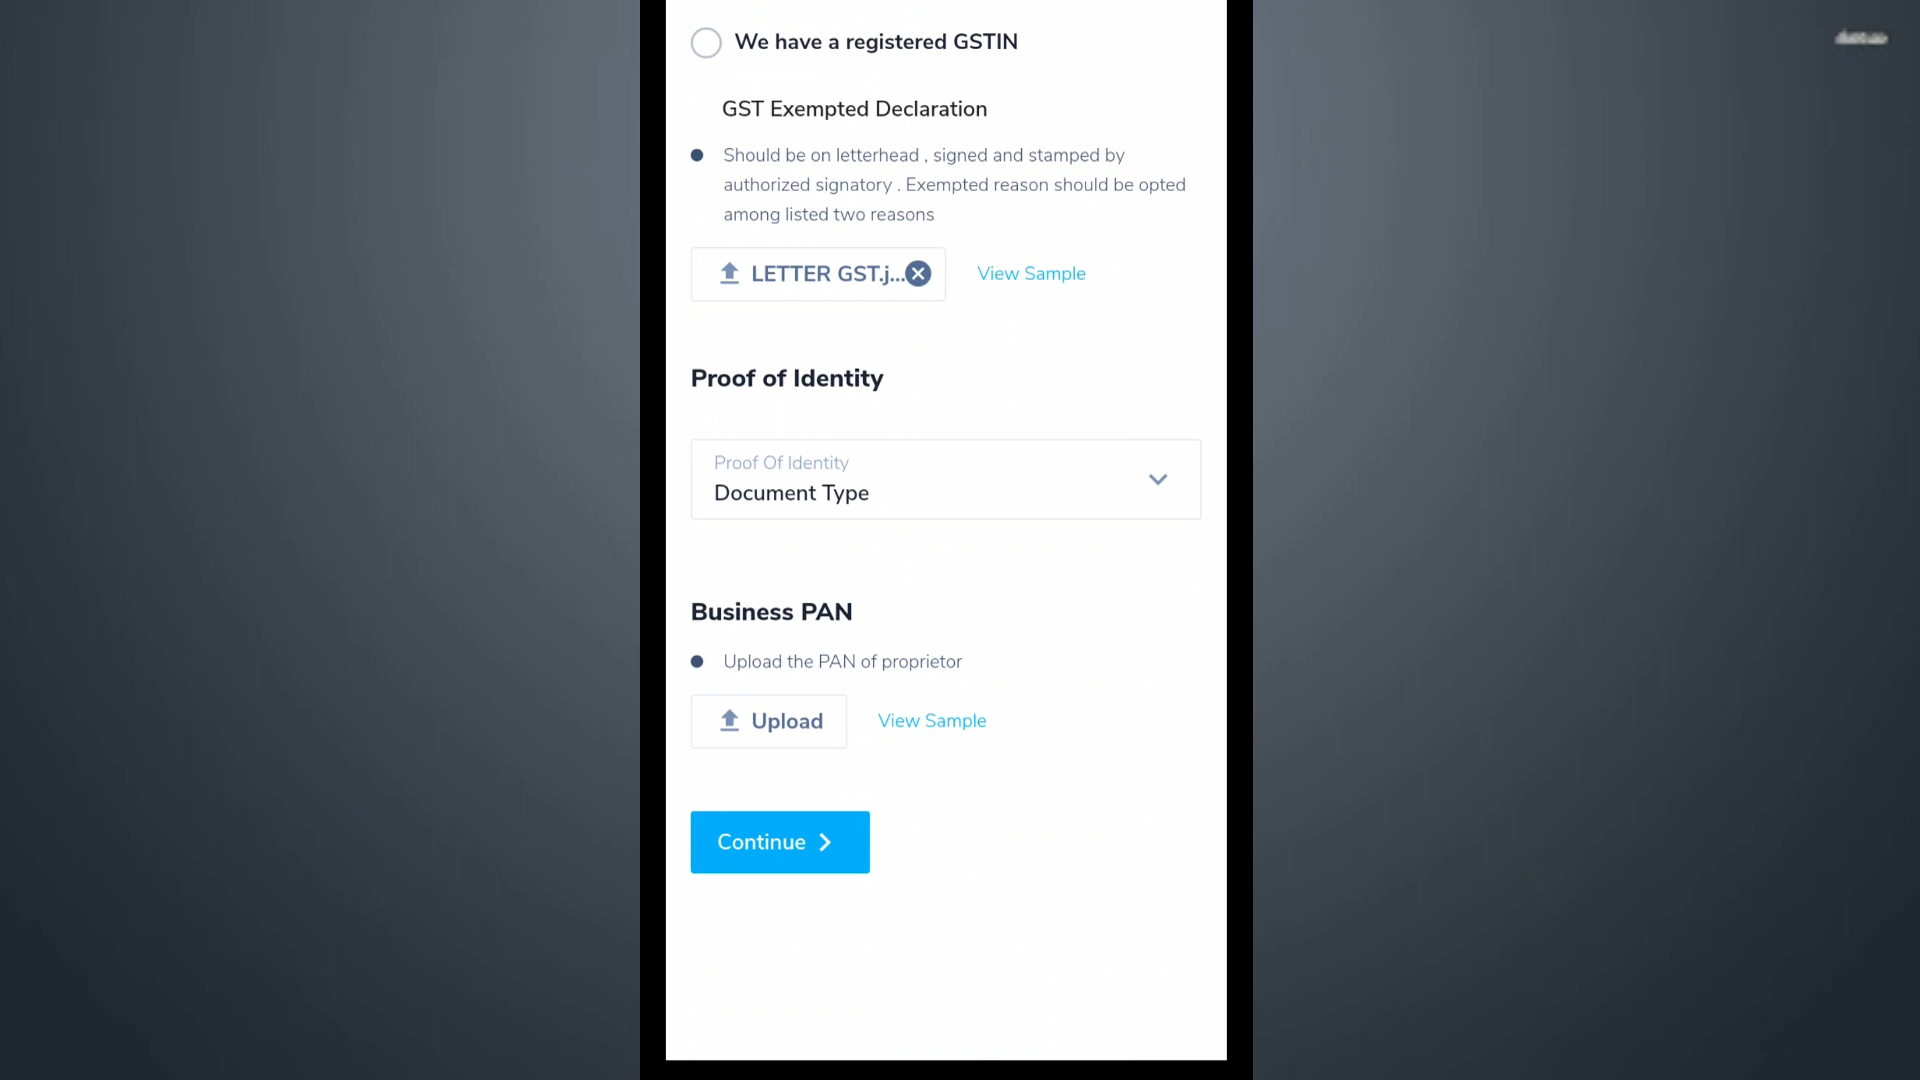 We have a registered GSTIN
GST Exempted Declaration
Should be on letterhead , signed and stamped by
authorized signatory . Exempted reason should be opted
among listed two reasons
LETTER GST.j...
View Sample
Proof of Identity
Proof Of Identity
Document Type
Business PAN
Upload the PAN of proprietor
Upload
View Sample
Continue